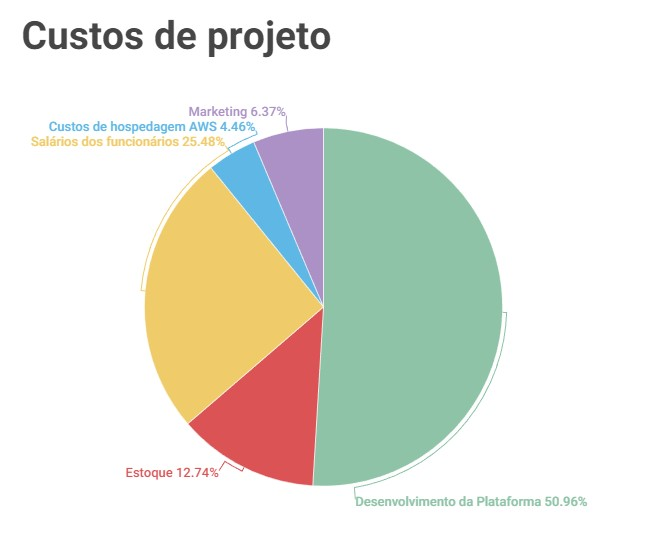 Custos de projeto
Marketing 6.37%
Custos de hospedagem AWS 4.46%
Salários dos funcionários 25.48%
Estoque 12.74%
Desenvolvimento da Plataforma 50.96%